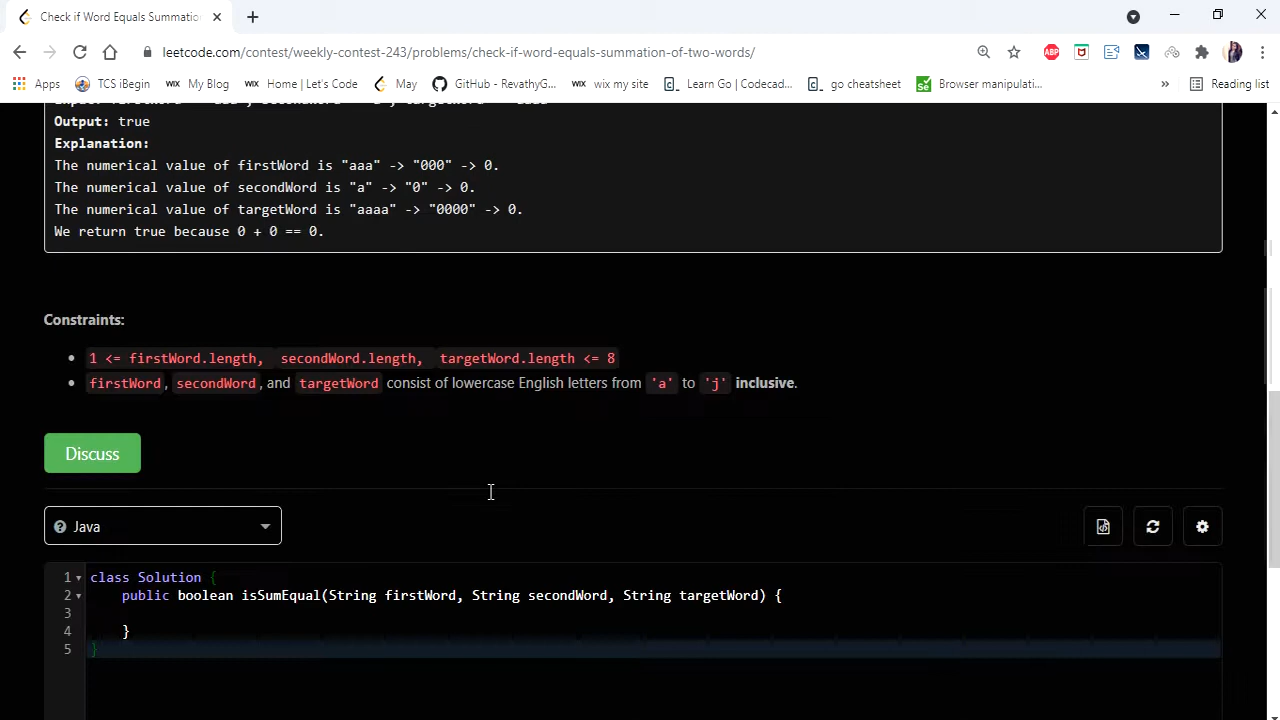 Check if Word Equals Summatio
leetcode.com/contest/weekly-contest-243/problems/check-if-word-equals-summation-of-two-words/
ABP
Apps
TCS iBegin
WIX My Blog
WIX Home | Let's Code
May
GitHub - RevathyG...
WIX wix my site
Learn Go | Codecad...
go cheatsheet
Se Browser manipulati...
»
Reading list
Output: true
Explanation:
The numerical value of firstWord is "aaa" -> "000" -> 0.
The numerical value of secondWord is "a" -> "0" -> 0.
The numerical value of targetWord is "aaaa" -> "0000" -> 0.
We return true because 0 + 0 == 0.
Constraints:
• 1 <= firstWord.length, secondWord.length, targetWord.length <= 8
• firstWord, secondWord, and targetWord consist of lowercase English letters from 'a' to 'j' inclusive.
Discuss
Java
1 class Solution {
2 public boolean isSumEqual(String firstWord, String secondWord, String targetWord) {
3
4 }
5 }